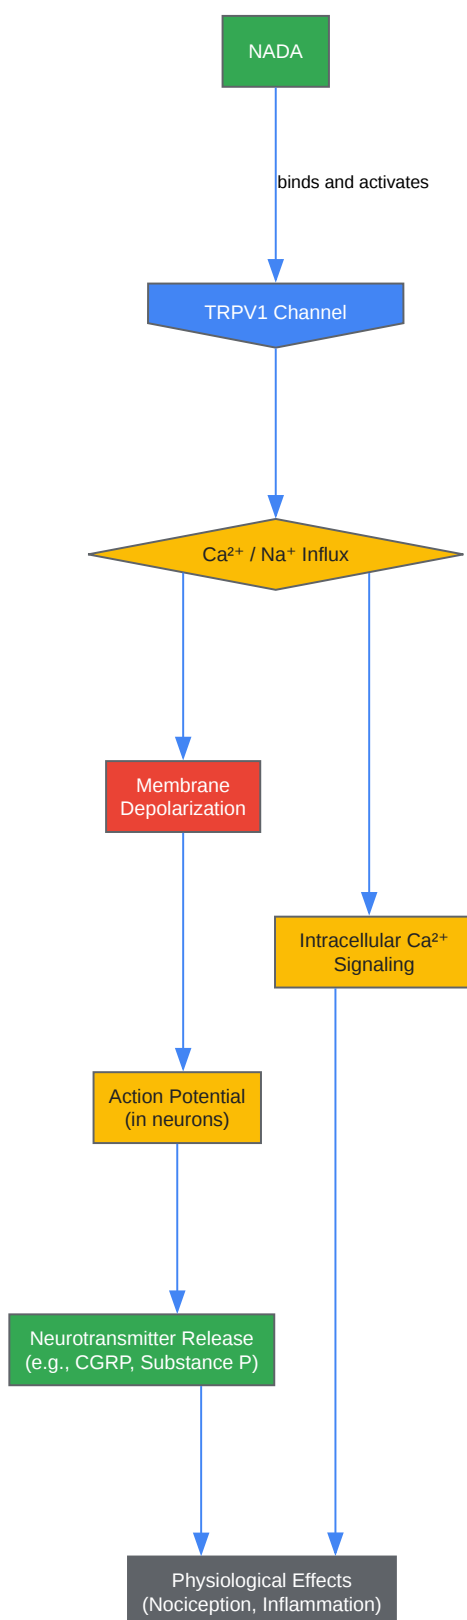 NADA
binds and activates
TRPV1 Channel
Ca²⁺ / Na⁺ Influx
Membrane
Depolarization
Intracellular Ca²⁺
Signaling
Action Potential
(in neurons)
Neurotransmitter Release
(e.g., CGRP, Substance P)
Physiological Effects
(Nociception, Inflammation)